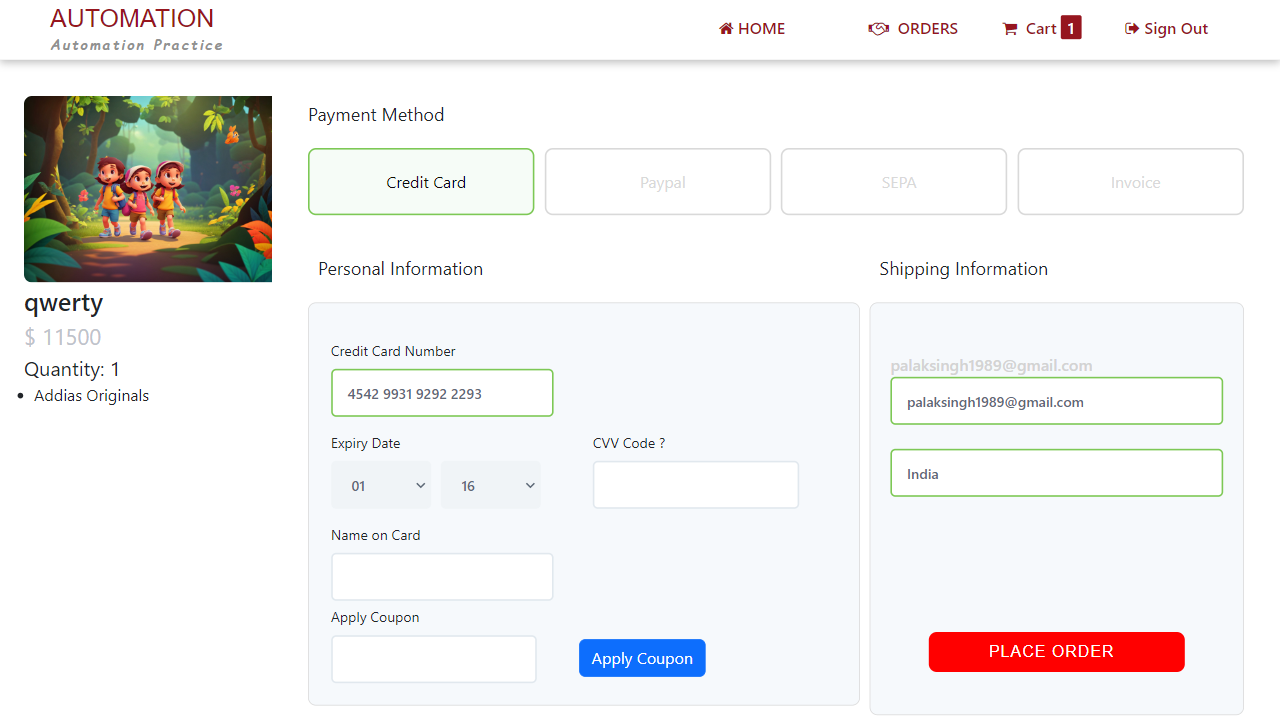 AUTOMATION
Automation Practice
HOME
ORDERS
Cart 1
Sign Out
qwerty
$ 11500
Quantity: 1
Addias Originals
Payment Method
Credit Card
Paypal
SEPA
Invoice
Personal Information
Credit Card Number
4542 9931 9292 2293
Expiry Date
CVV Code ?
01
16
Name on Card
Apply Coupon
Apply Coupon
Shipping Information
palaksingh1989@gmail.com
palaksingh1989@gmail.com
India
PLACE ORDER